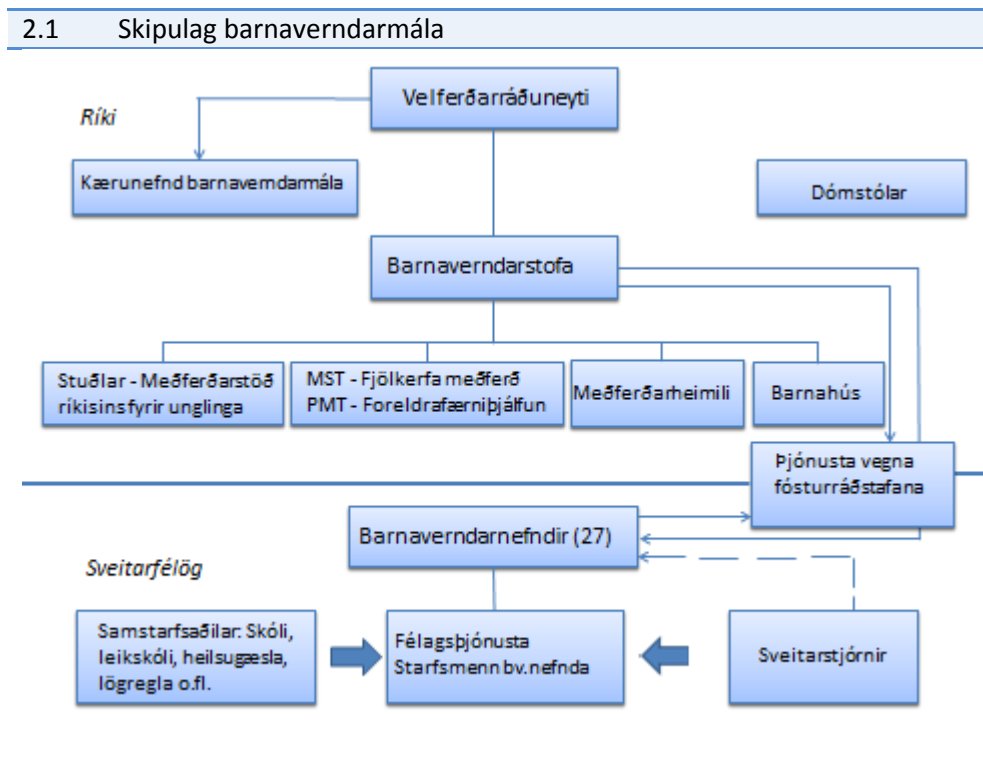 2.1 Skipulag barnaverndarmála
Velferðarráðuneyti
Ríki
Kærunefnd barnaverndarmála
Dómstólar
Barnaverndarstofa
Stuðlar - Meðferðarstöð
ríkisins fyrir unglinga
MST - Fjölkerfa meðferð
PMT - Foreldrafærniþjálfun
Meðferðarheimili
Barnahús
Þjónusta vegna
fósturráðstafana
Barnaverndarnefndir (27)
Sveitarfélög
Samstarfsaðilar: Skóli,
leikskóli, heilsugæsla,
lögregla o.fl.
Félagsþjónusta
Starfsmenn bv.nefnda
Sveitarstjórnir